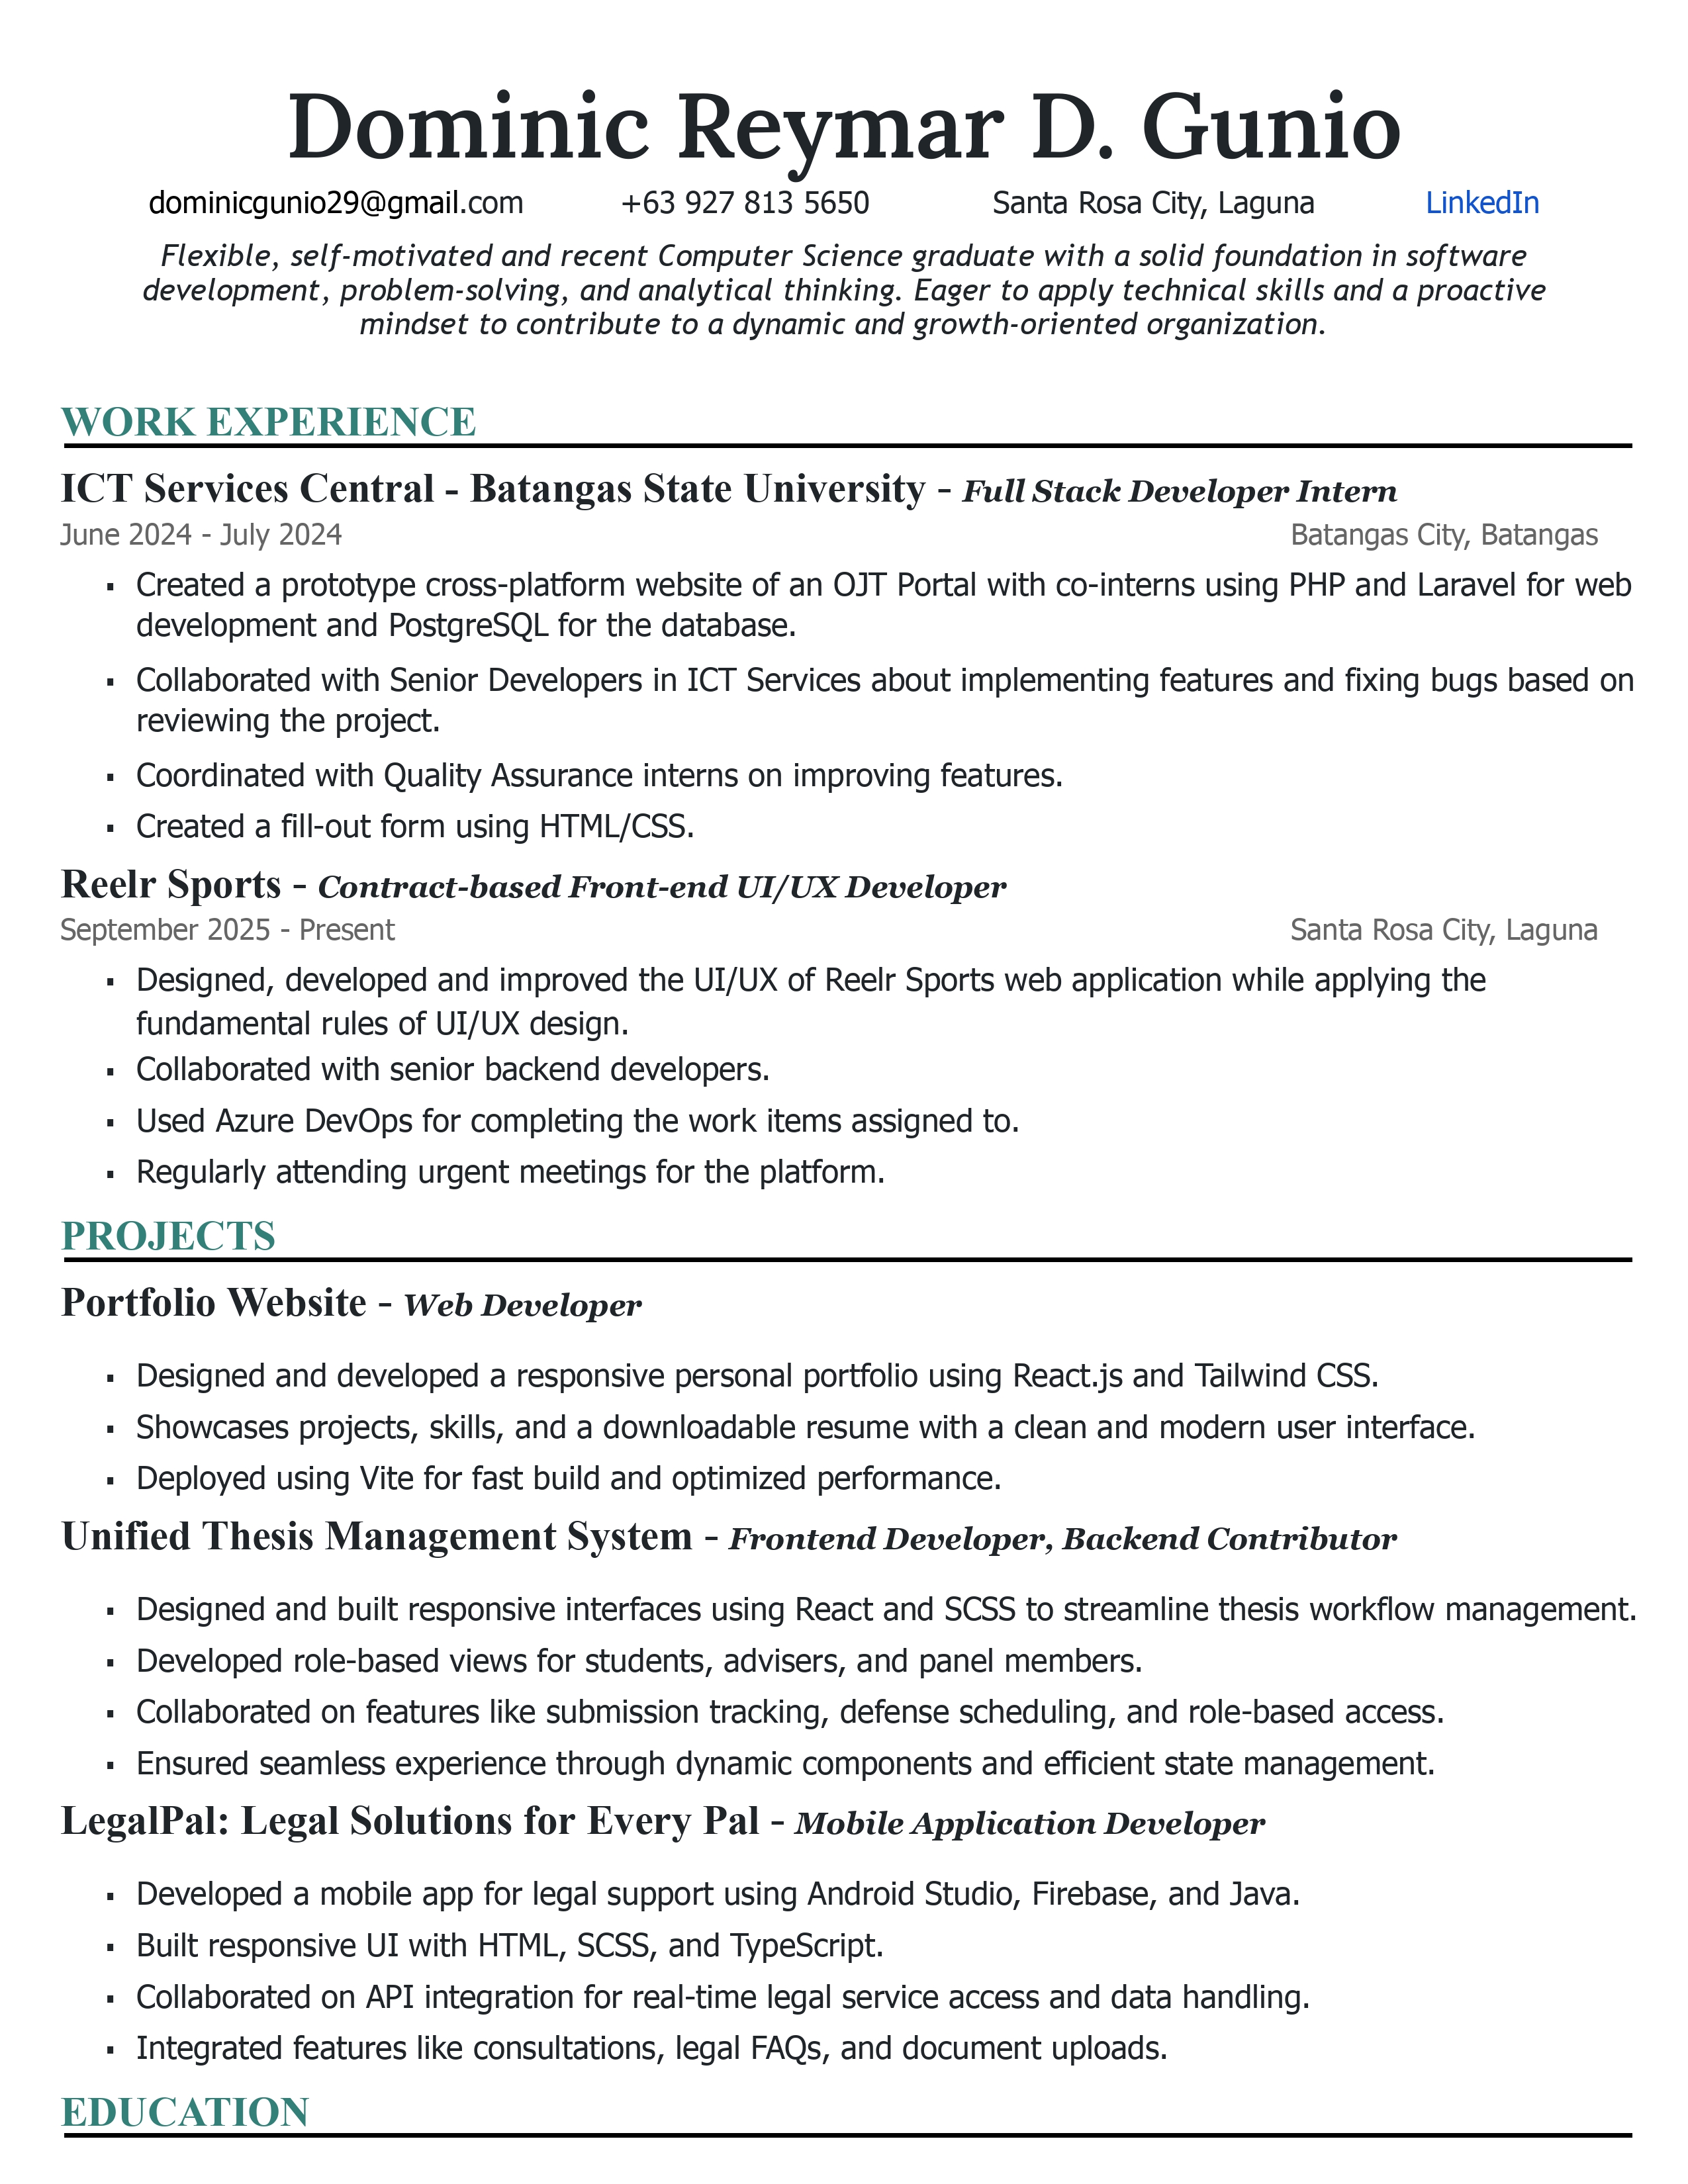 Dominic Reymar D. Gunio
dominicgunio29@gmail.com +63 927 813 5650 Santa Rosa City, Laguna LinkedIn
Flexible, self-motivated and recent Computer Science graduate with a solid foundation in software
development, problem-solving, and analytical thinking. Eager to apply technical skills and a proactive
mindset to contribute to a dynamic and growth-oriented organization.
WORK EXPERIENCE
ICT Services Central - Batangas State University - Full Stack Developer Intern
June 2024 - July 2024 Batangas City, Batangas
▪ Created a prototype cross-platform website of an OJT Portal with co-interns using PHP and Laravel for web
development and PostgreSQL for the database.
▪ Collaborated with Senior Developers in ICT Services about implementing features and fixing bugs based on
reviewing the project.
▪ Coordinated with Quality Assurance interns on improving features.
▪ Created a fill-out form using HTML/CSS.
Reelr Sports - Contract-based Front-end UI/UX Developer
September 2025 - Present Santa Rosa City, Laguna
▪ Designed, developed and improved the UI/UX of Reelr Sports web application while applying the
fundamental rules of UI/UX design.
▪ Collaborated with senior backend developers.
▪ Used Azure DevOps for completing the work items assigned to.
▪ Regularly attending urgent meetings for the platform.
PROJECTS
Portfolio Website - Web Developer
▪ Designed and developed a responsive personal portfolio using React.js and Tailwind CSS.
▪ Showcases projects, skills, and a downloadable resume with a clean and modern user interface.
▪ Deployed using Vite for fast build and optimized performance.
Unified Thesis Management System - Frontend Developer, Backend Contributor
▪ Designed and built responsive interfaces using React and SCSS to streamline thesis workflow management.
▪ Developed role-based views for students, advisers, and panel members.
▪ Collaborated on features like submission tracking, defense scheduling, and role-based access.
▪ Ensured seamless experience through dynamic components and efficient state management.
LegalPal: Legal Solutions for Every Pal - Mobile Application Developer
▪ Developed a mobile app for legal support using Android Studio, Firebase, and Java.
▪ Built responsive UI with HTML, SCSS, and TypeScript.
▪ Collaborated on API integration for real-time legal service access and data handling.
▪ Integrated features like consultations, legal FAQs, and document uploads.
EDUCATION